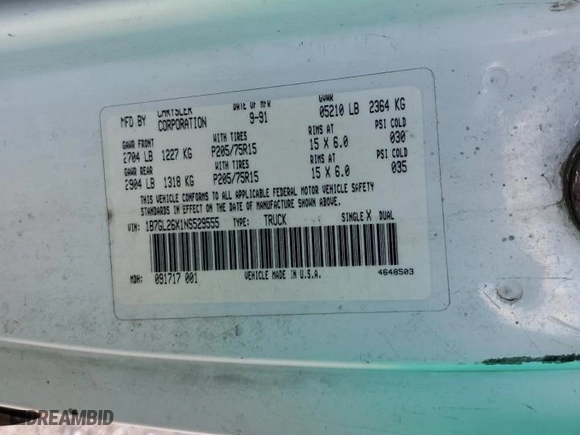 MFD BY CHRYSLER CORPORATION
DATE OF MFR 9-91
GVWR 05210 LB 2364 KG
GAWR FRONT WITH TIRES RIMS AT PSI COLD
2704 LB 1227 KG P205/75R15 15 X 6.0 030
GAWR REAR WITH TIRES RIMS AT PSI COLD
2904 LB 1318 KG P205/75R15 15 X 6.0 035
THIS VEHICLE CONFORMS TO ALL APPLICABLE FEDERAL MOTOR VEHICLE SAFETY
STANDARDS IN EFFECT ON THE DATE OF MANUFACTURE SHOWN ABOVE.
VIN: 1B7GL26X1NS529555 TYPE: TRUCK SINGLE X DUAL
MDH: 091717 001 VEHICLE MADE IN U.S.A. 4648503
DREAMBID